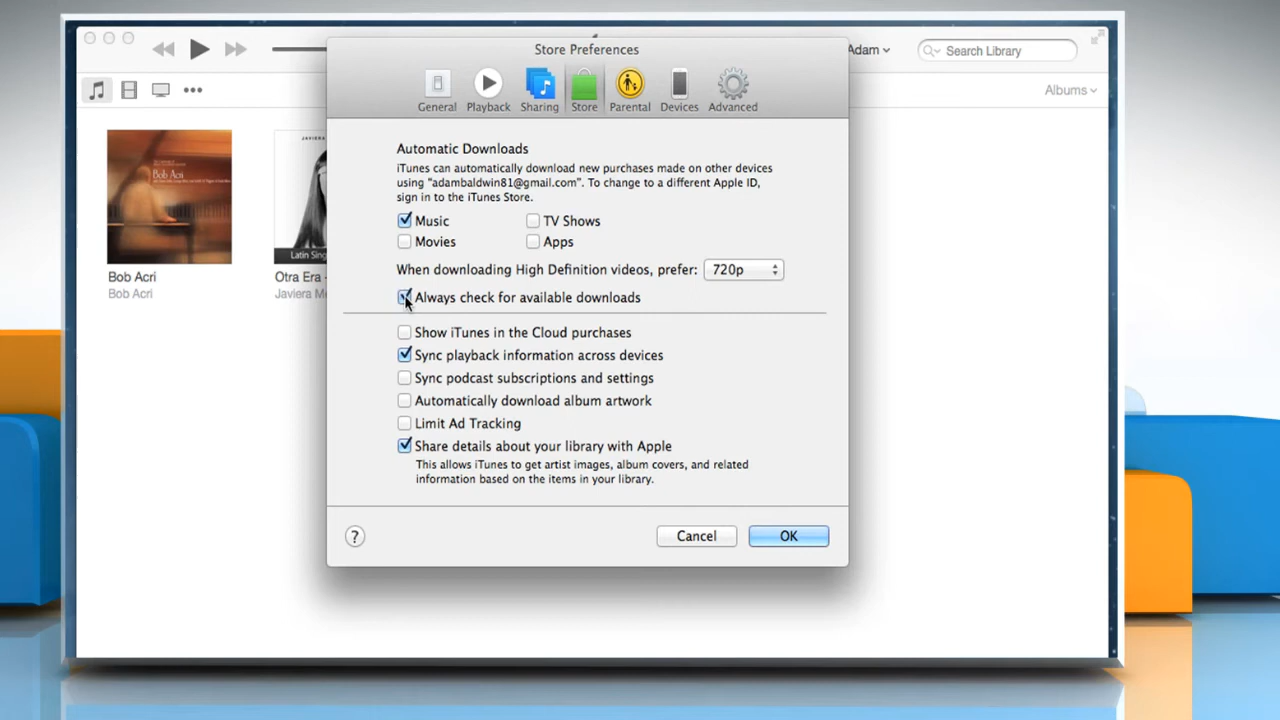 Store Preferences
Adam
Search Library
General Playback Sharing Store Parental Devices Advanced
Albums
Automatic Downloads
iTunes can automatically download new purchases made on other devices
using "adambaldwin81@gmail.com". To change to a different Apple ID,
sign in to the iTunes Store.
Music TV Shows
Movies Apps
When downloading High Definition videos, prefer: 720p
Always check for available downloads
Show iTunes in the Cloud purchases
Sync playback information across devices
Sync podcast subscriptions and settings
Automatically download album artwork
Limit Ad Tracking
Share details about your library with Apple
This allows iTunes to get artist images, album covers, and related
information based on the items in your library.
? Cancel OK
Bob Acri
Bob Acri
Bob Acri
JAVIERA
Latin
Otra Era
Javiera